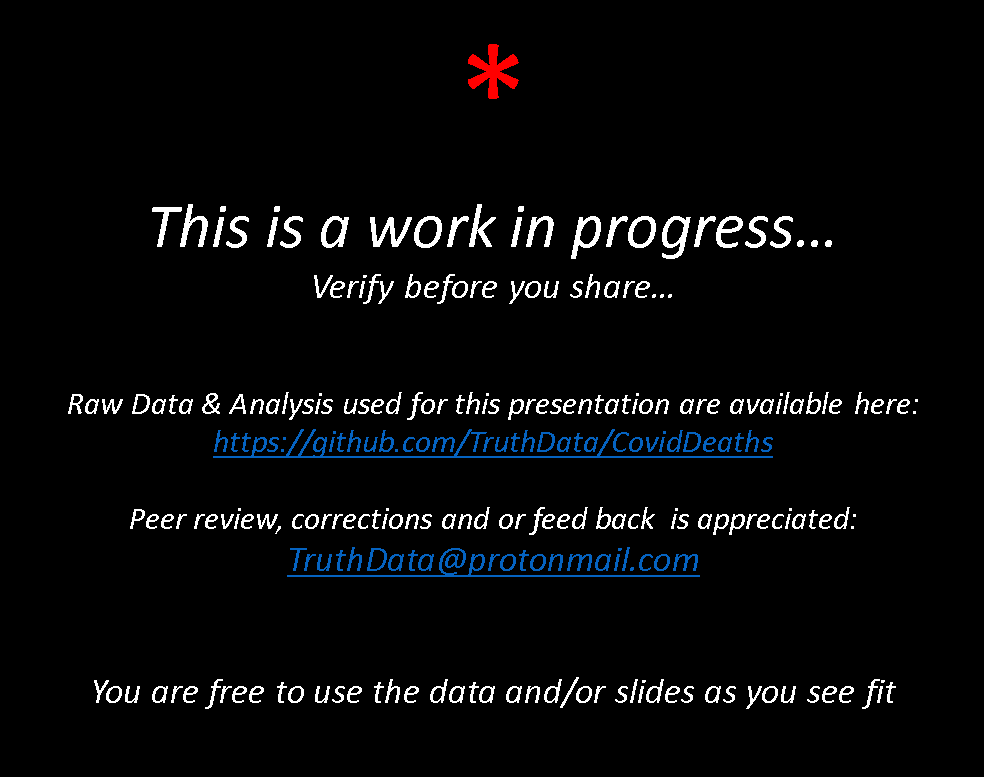 *
This is a work in progress…
Verify before you share…
Raw Data & Analysis used for this presentation are available here:
https://github.com/TruthData/CovidDeaths
Peer review, corrections and or feed back  is appreciated:
TruthData@protonmail.com
You are free to use the data and/or slides as you see fit